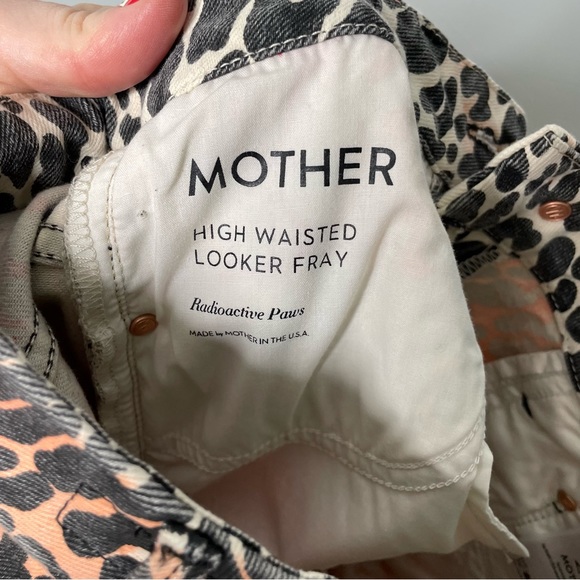 MOTHER
HIGH WAISTED
LOOKER FRAY
Radioactive Paws
MADE by MOTHER IN THE U.S.A.